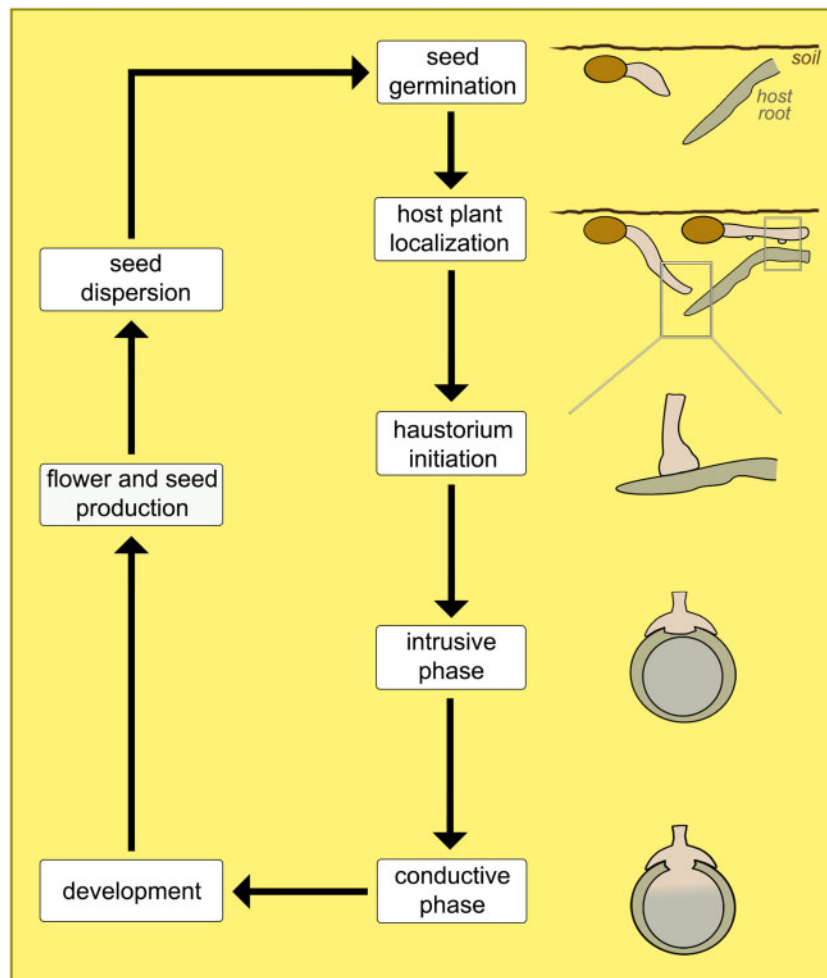 seed
germination
soil
host
root
host plant
localization
seed
dispersion
haustorium
initiation
flower and seed
production
intrusive
phase
development
conductive
phase